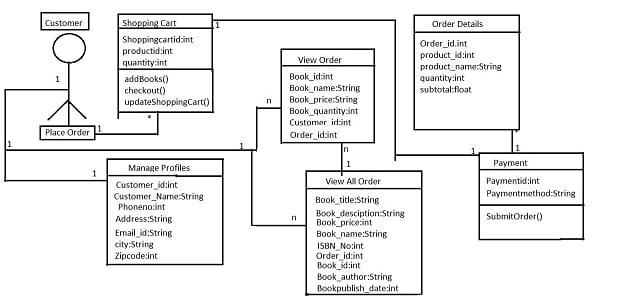 Customer
1
Place Order
1
Shopping Cart
Shoppingcartid:int
productid:int
quantity:int
addBooks()
checkout()
updateShoppingCart()
*
1
View Order
Book_id:int
Book_name:String
Book_price:String
Book_quantity:int
Customer_id:int
Order_id:int
n
n
1
Order Details
Order_id.int
product_id:int
product_name:String
quantity:int
subtotal:float
*
1
1
Payment
Paymentid:int
Paymentmethod:String
SubmitOrder()
1
1
1
Manage Profiles
Customer_id:int
Customer_Name:String
Phoneno:int
Address:String
Email_id:String
city:String
Zipcode:int
n
View All Order
Book_title:String
Book_desciption:String
Book_price:int
Book_name:String
ISBN_No:int
Order_id:int
Book_id:int
Book_author:String
Bookpublish_date:int